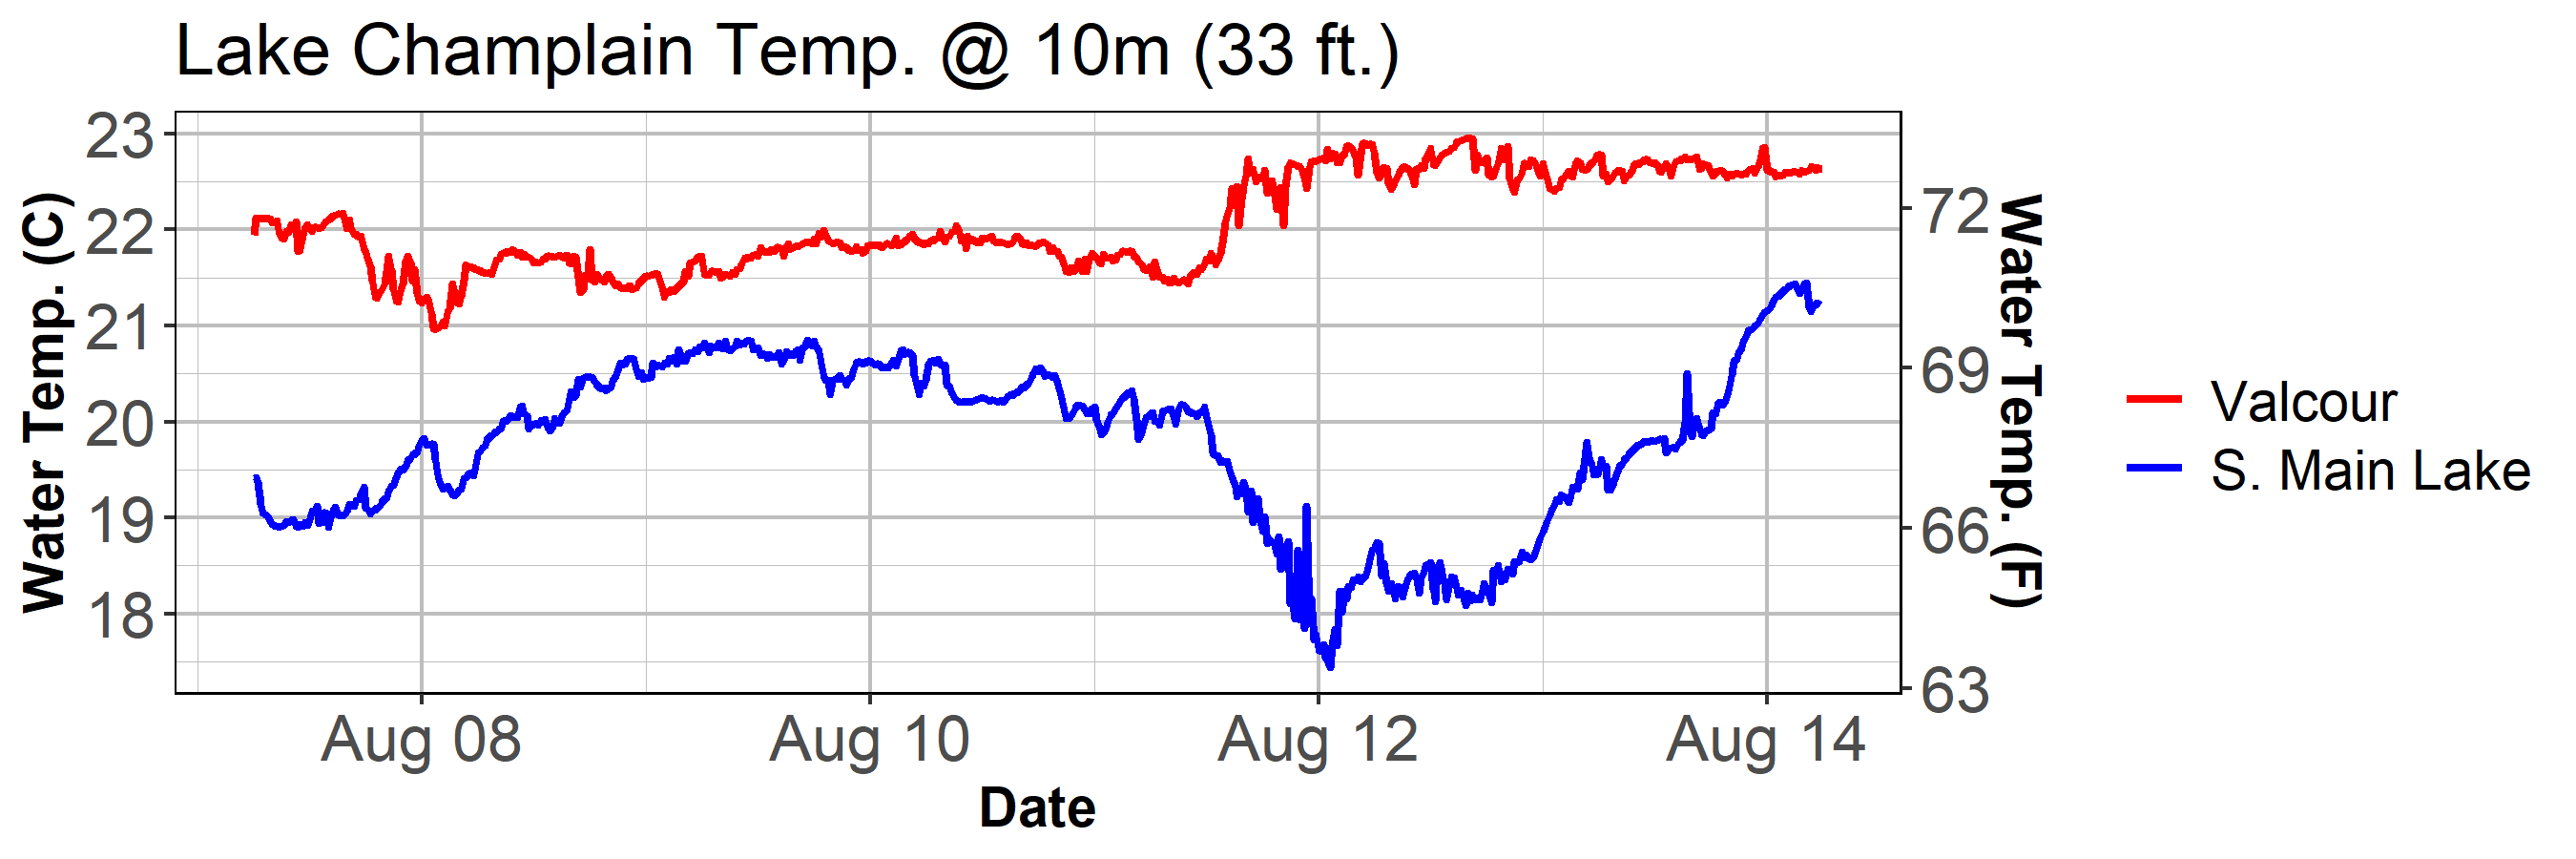 Lake Champlain Temp. @ 10m (33 ft.)
Water Temp. (C)
23
22
21
20
19
18
72
69
66
63
Water Temp. (F)
Aug 08
Aug 10
Aug 12
Aug 14
Date
Valcour
S. Main Lake